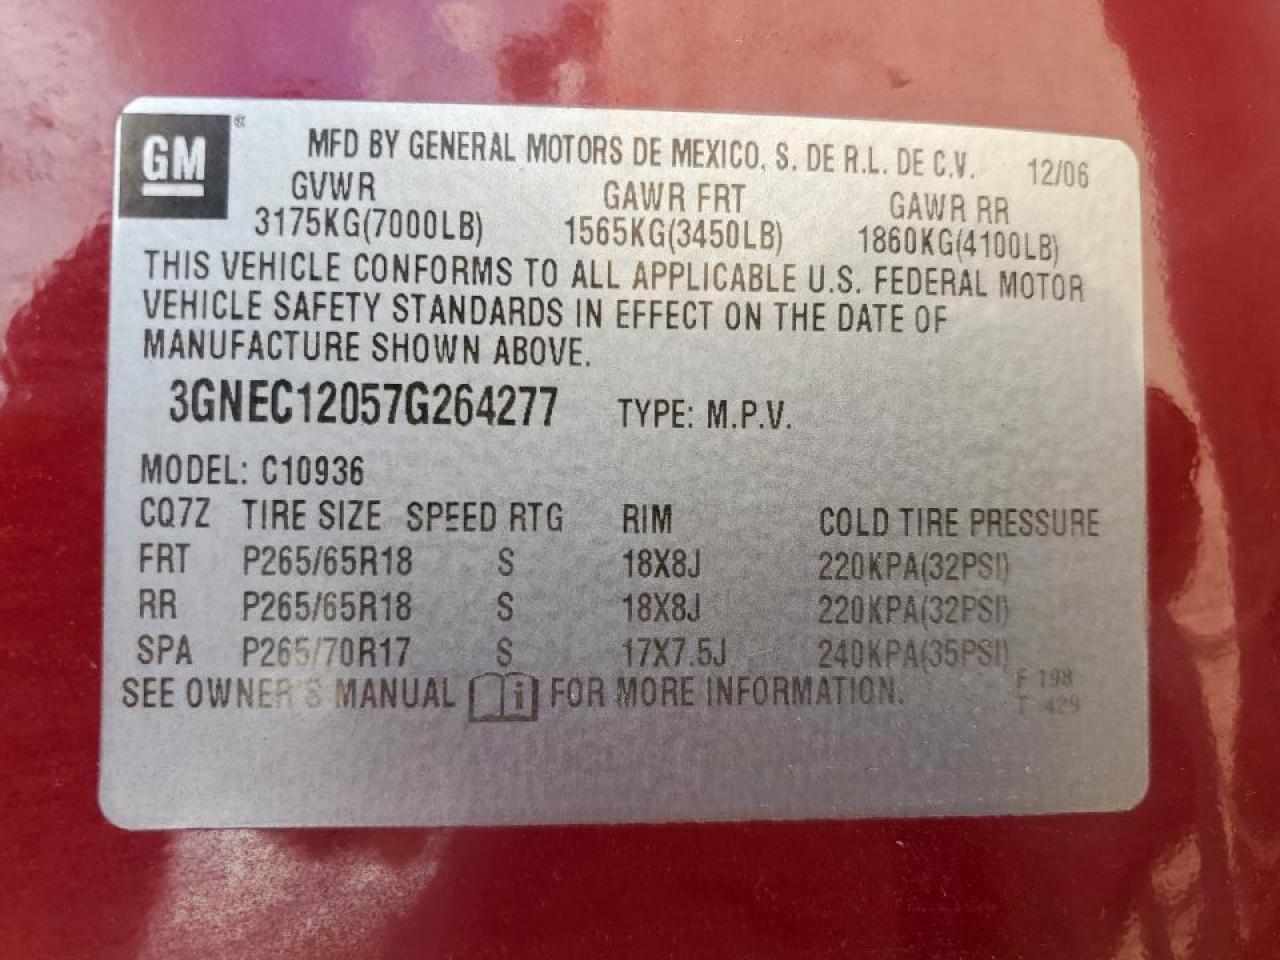 GM ®
MFD BY GENERAL MOTORS DE MEXICO, S. DE R.L. DE C.V. 12/06
GVWR GAWR FRT GAWR RR
3175KG(7000LB) 1565KG(3450LB) 1860KG(4100LB)
THIS VEHICLE CONFORMS TO ALL APPLICABLE U.S. FEDERAL MOTOR
VEHICLE SAFETY STANDARDS IN EFFECT ON THE DATE OF
MANUFACTURE SHOWN ABOVE.
3GNEC12057G264277 TYPE: M.P.V.
MODEL: C10936
CQ7Z TIRE SIZE SPEED RTG RIM COLD TIRE PRESSURE
FRT P265/65R18 S 18X8J 220KPA(32PSI)
RR P265/65R18 S 18X8J 220KPA(32PSI)
SPA P265/70R17 S 17X7.5J 240KPA(35PSI)
SEE OWNER'S MANUAL i FOR MORE INFORMATION.
F 198
T 429